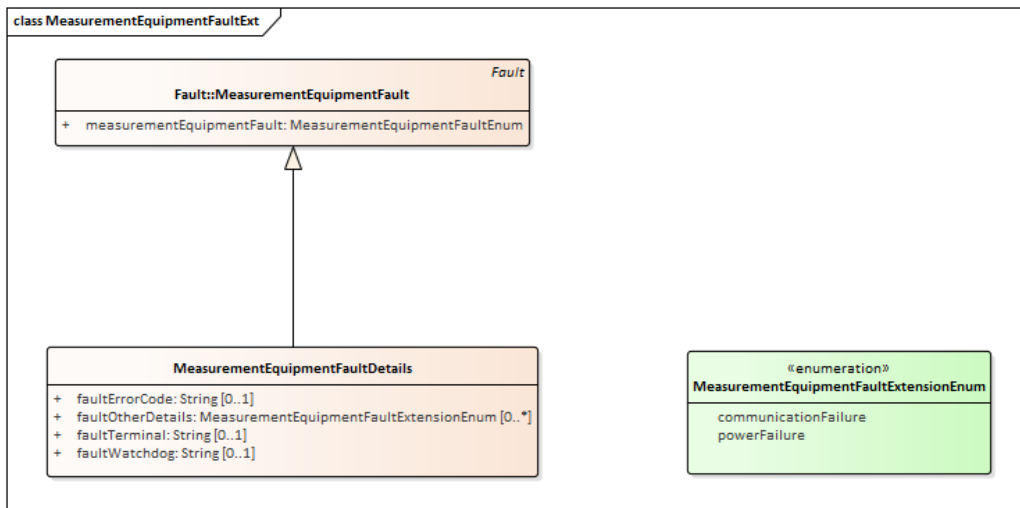 class MeasurementEquipmentFaultExt
Fault
Fault::MeasurementEquipmentFault
+ measurementEquipmentFault: MeasurementEquipmentFaultEnum
MeasurementEquipmentFaultDetails
+ faultErrorCode: String [0..1]
+ faultOtherDetails: MeasurementEquipmentFaultExtensionEnum [0..*]
+ faultTerminal: String [0..1]
+ faultWatchdog: String [0..1]
«enumeration»
MeasurementEquipmentFaultExtensionEnum
communicationFailure
powerFailure